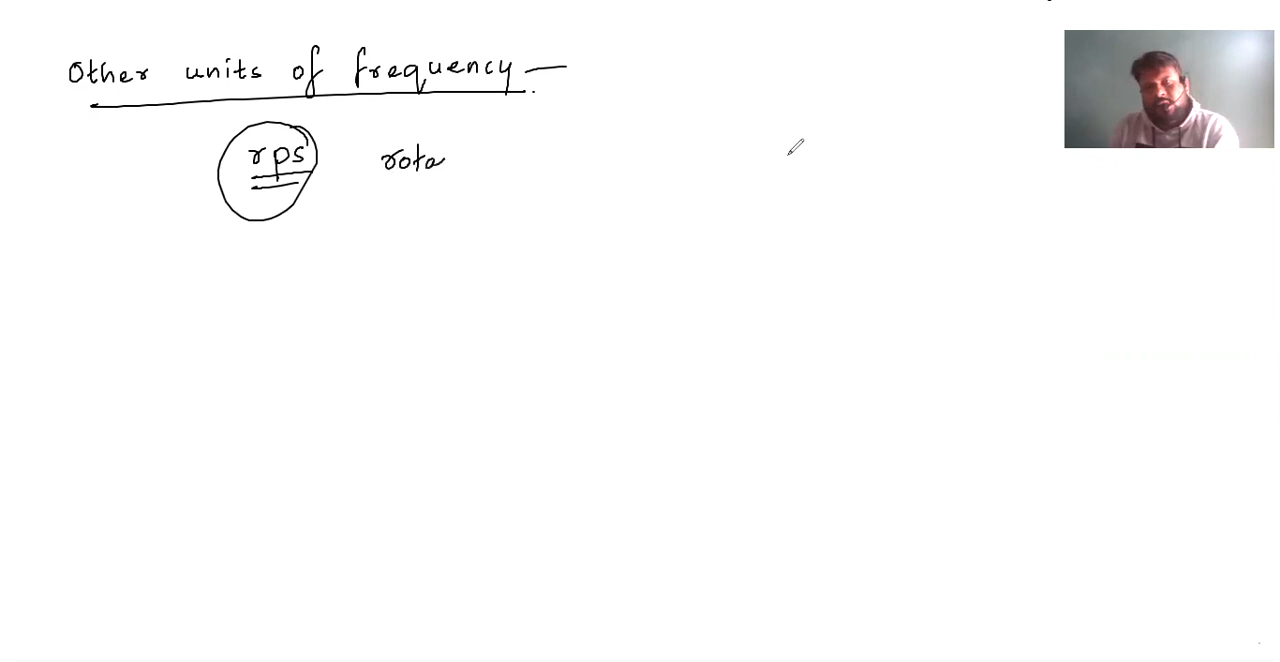 Other units of frequency —
rps rota